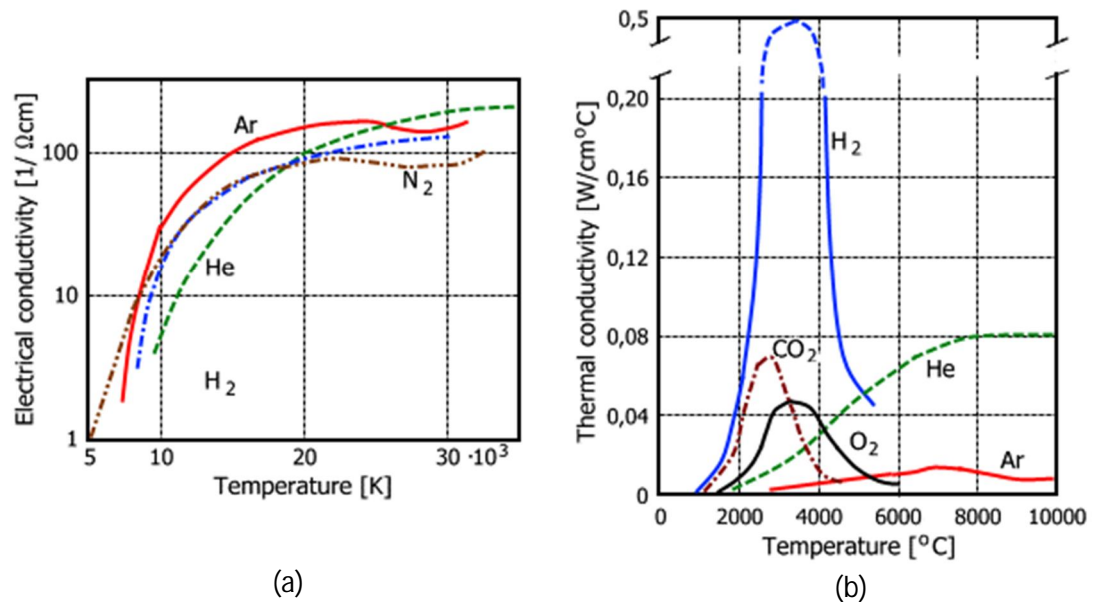 Electrical conductivity [1/ Ωcm]
100
10
1
Ar
N₂
He
H₂
5
10
20
30 ·10³
Temperature [K]
(a)
Thermal conductivity [W/cm°C]
0,5
0,20
0,16
0,12
0,08
0,04
0
H₂
CO₂
He
O₂
Ar
0
2000
4000
6000
8000
10000
Temperature [°C]
(b)